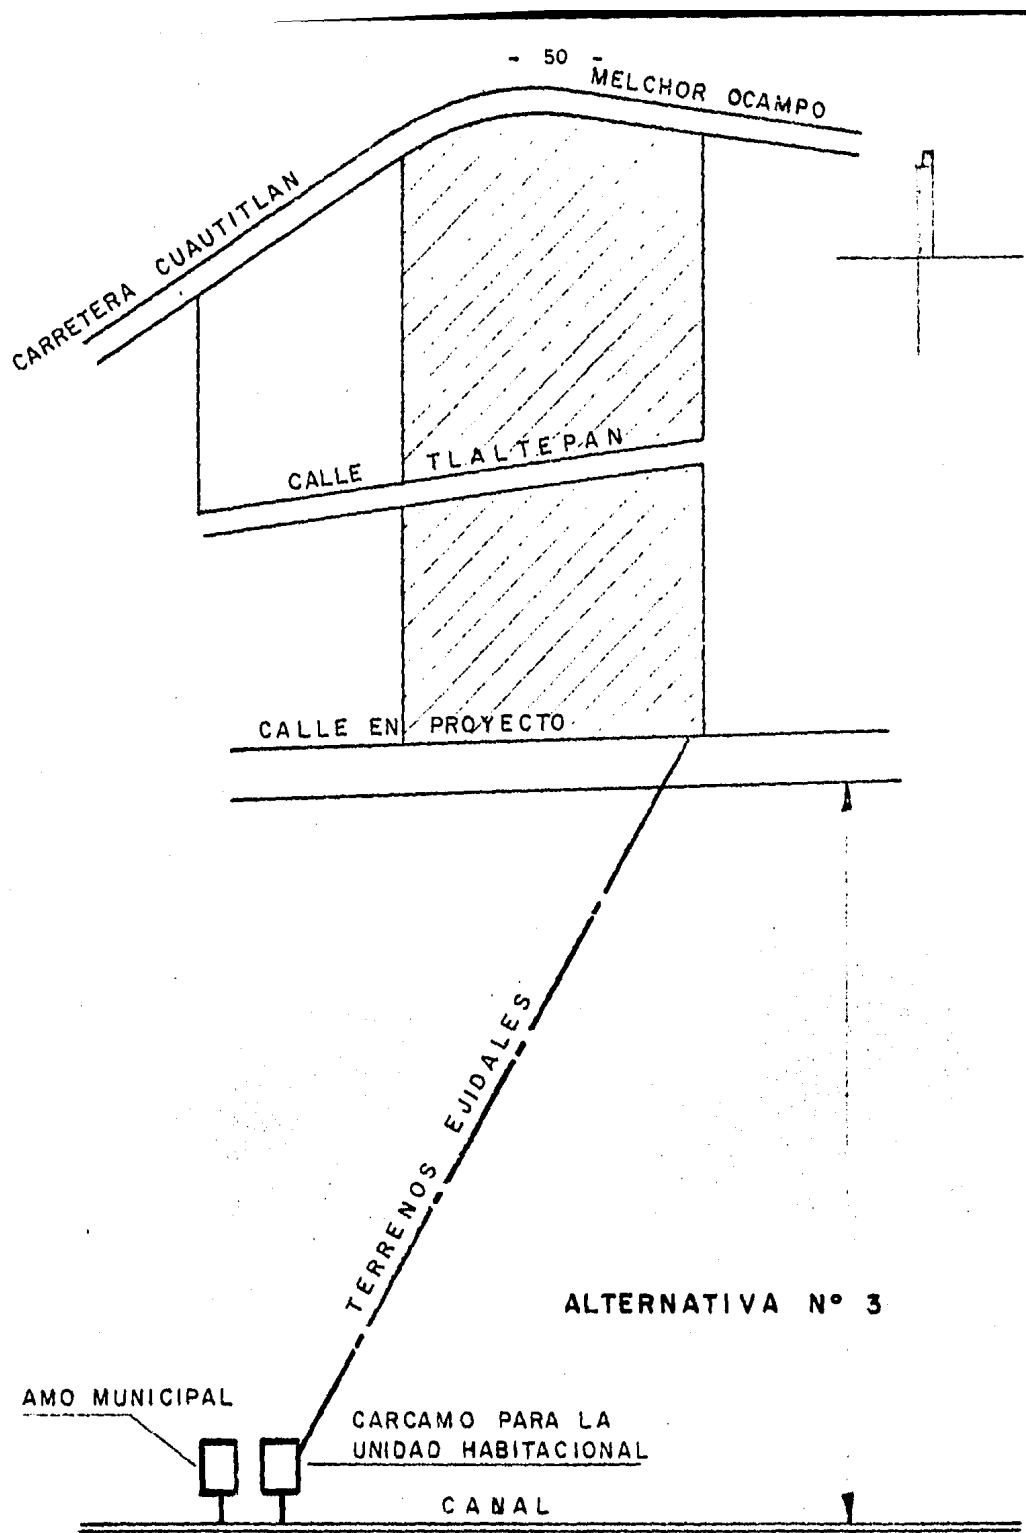 - 50 -
MELCHOR OCAMPO
CARRETERA CUAUTITLAN
CALLE TLALTEPAN
CALLE EN PROYECTO
TERRENOS EJIDALES
ALTERNATIVA Nº 3
AMO MUNICIPAL
CARCAMO PARA LA
UNIDAD HABITACIONAL
CANAL